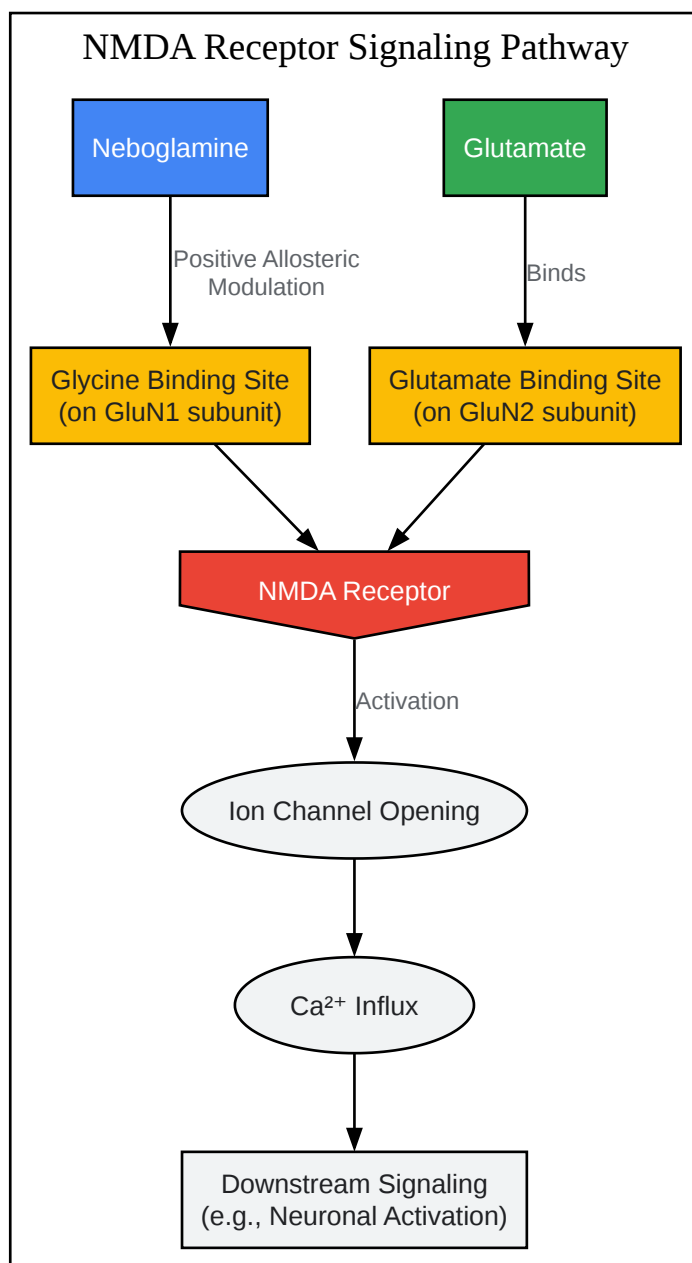 NMDA Receptor Signaling Pathway
Neboglamine
Glutamate
Positive Allosteric
Modulation
Binds
Glycine Binding Site
(on GluN1 subunit)
Glutamate Binding Site
(on GluN2 subunit)
NMDA Receptor
Activation
Ion Channel Opening
Ca²⁺ Influx
Downstream Signaling
(e.g., Neuronal Activation)